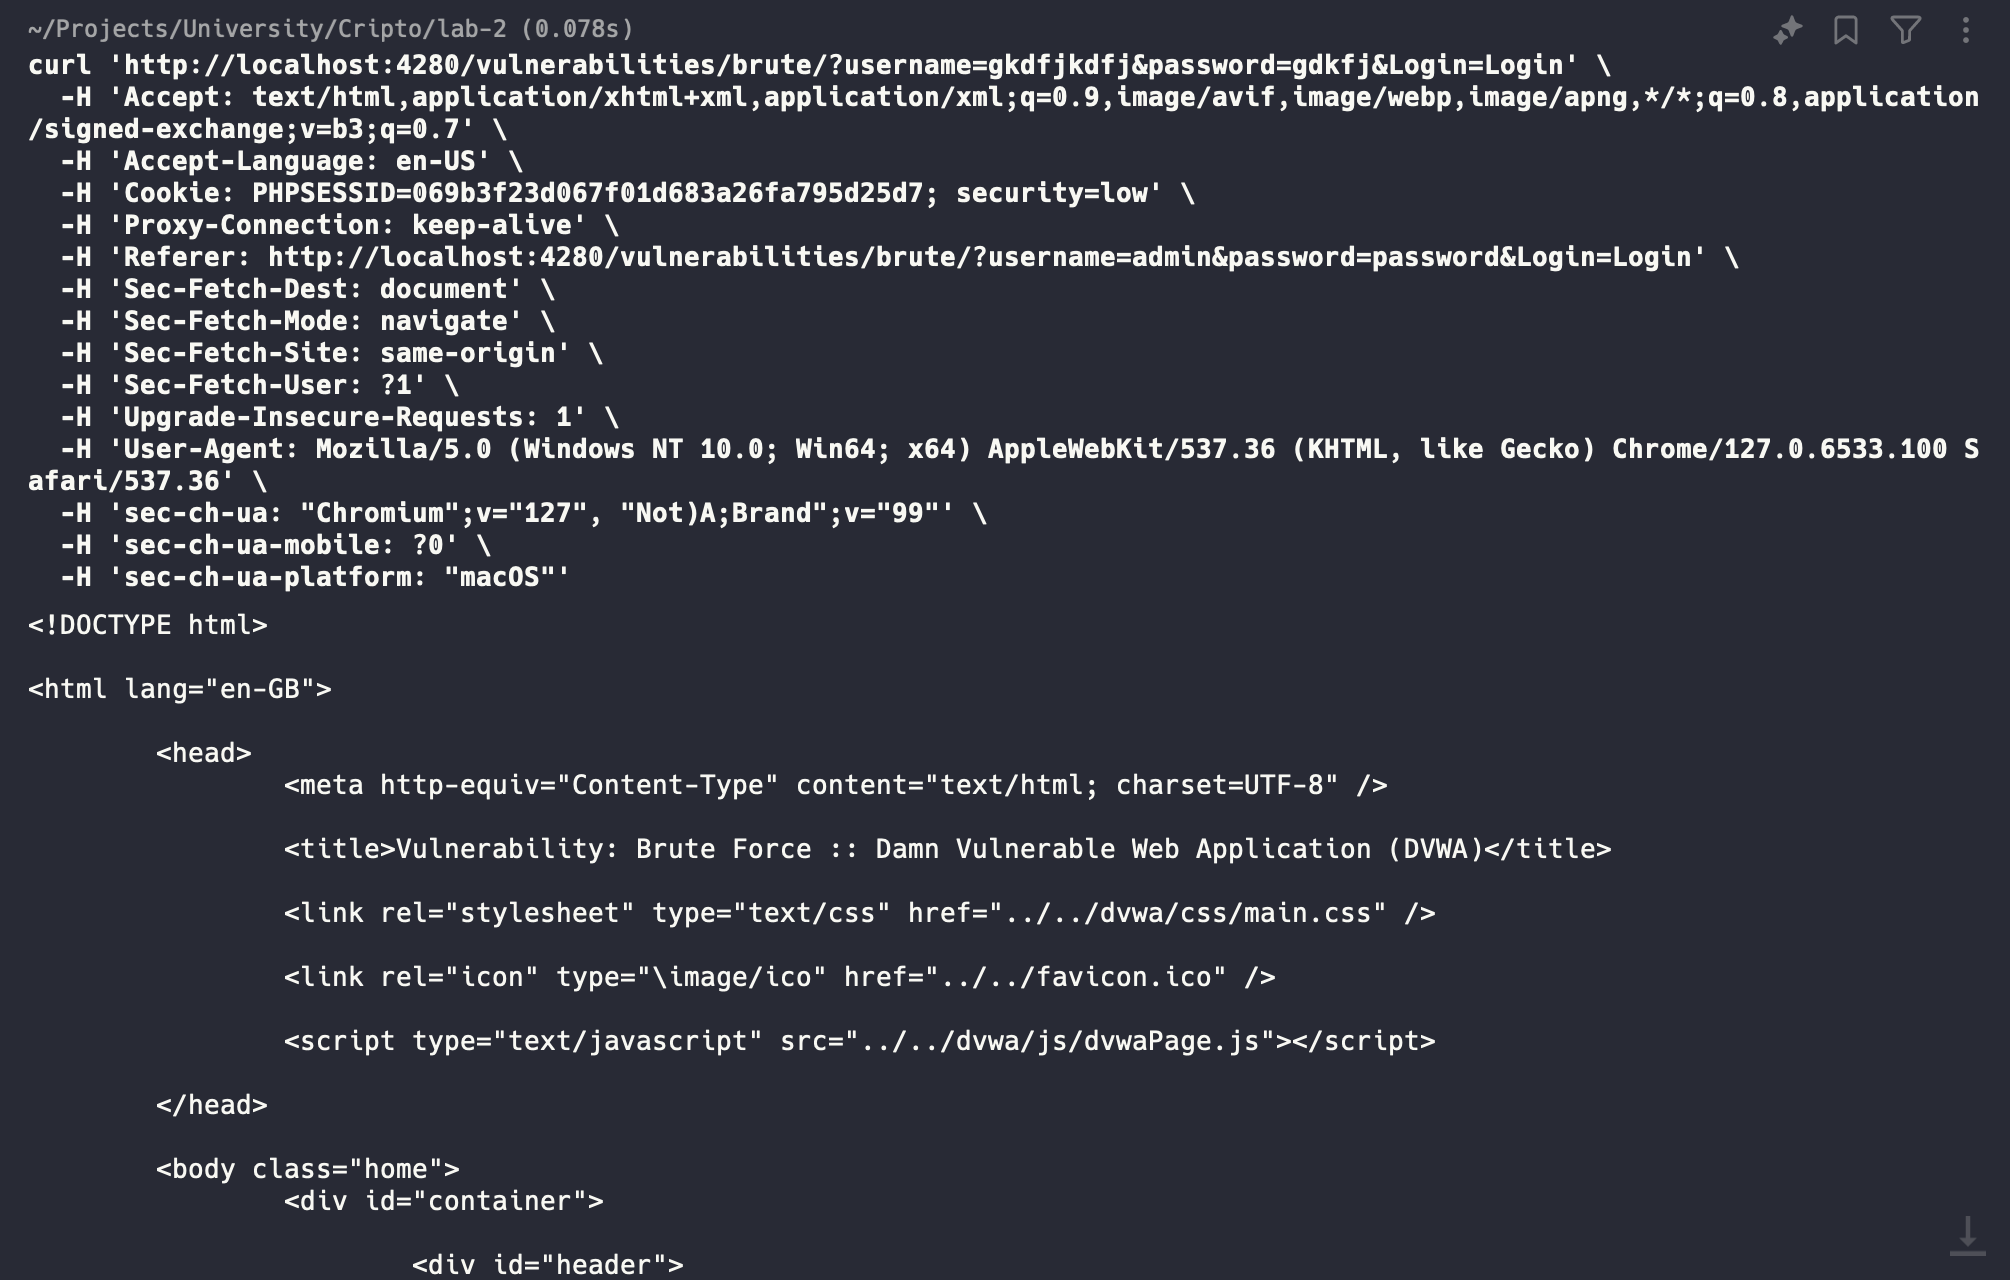 ~/Projects/University/Cripto/lab-2 (0.078s)
curl 'http://localhost:4280/vulnerabilities/brute/?username=gkdfjkdfj&password=gdkfj&Login=Login' \
  -H 'Accept: text/html,application/xhtml+xml,application/xml;q=0.9,image/avif,image/webp,image/apng,*/*;q=0.8,application
/signed-exchange;v=b3;q=0.7' \
  -H 'Accept-Language: en-US' \
  -H 'Cookie: PHPSESSID=069b3f23d067f01d683a26fa795d25d7; security=low' \
  -H 'Proxy-Connection: keep-alive' \
  -H 'Referer: http://localhost:4280/vulnerabilities/brute/?username=admin&password=password&Login=Login' \
  -H 'Sec-Fetch-Dest: document' \
  -H 'Sec-Fetch-Mode: navigate' \
  -H 'Sec-Fetch-Site: same-origin' \
  -H 'Sec-Fetch-User: ?1' \
  -H 'Upgrade-Insecure-Requests: 1' \
  -H 'User-Agent: Mozilla/5.0 (Windows NT 10.0; Win64; x64) AppleWebKit/537.36 (KHTML, like Gecko) Chrome/127.0.6533.100 S
afari/537.36' \
  -H 'sec-ch-ua: "Chromium";v="127", "Not)A;Brand";v="99"' \
  -H 'sec-ch-ua-mobile: ?0' \
  -H 'sec-ch-ua-platform: "macOS"'
<!DOCTYPE html>
<html lang="en-GB">
        <head>
                <meta http-equiv="Content-Type" content="text/html; charset=UTF-8" />
                <title>Vulnerability: Brute Force :: Damn Vulnerable Web Application (DVWA)</title>
                <link rel="stylesheet" type="text/css" href="../../dvwa/css/main.css" />
                <link rel="icon" type="\image/ico" href="../../favicon.ico" />
                <script type="text/javascript" src="../../dvwa/js/dvwaPage.js"></script>
        </head>
        <body class="home">
                <div id="container">
                        <div id="header">